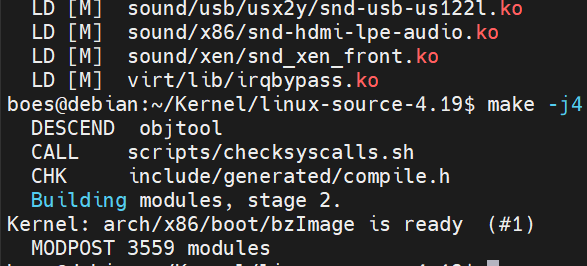 LD [M]  sound/usb/usx2y/snd-usb-us122l.ko
LD [M]  sound/x86/snd-hdmi-lpe-audio.ko
LD [M]  sound/xen/snd_xen_front.ko
LD [M]  virt/lib/irqbypass.ko
boes@debian:~/Kernel/linux-source-4.19$ make -j4
DESCEND  objtool
CALL    scripts/checksyscalls.sh
CHK     include/generated/compile.h
Building modules, stage 2.
Kernel: arch/x86/boot/bzImage is ready  (#1)
MODPOST 3559 modules